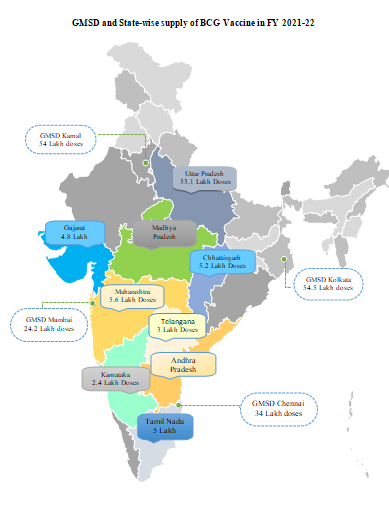 GMSD and State-wise supply of BCG Vaccine in FY 2021-22
GMSD Karnal
54 Lakh doses
Uttar Pradesh
33.1 Lakh Doses
Gujarat
4.8 Lakh
Madhya
Pradesh
Chhattisgarh
5.2 Lakh Doses
GMSD Kolkata
54.5 Lakh doses
Maharashtra
5.6 Lakh Doses
GMSD Mumbai
24.2 Lakh doses
Telangana
3 Lakh Doses
Andhra
Pradesh
Karnataka
2.4 Lakh Doses
GMSD Chennai
34 Lakh doses
Tamil Nadu
5 Lakh